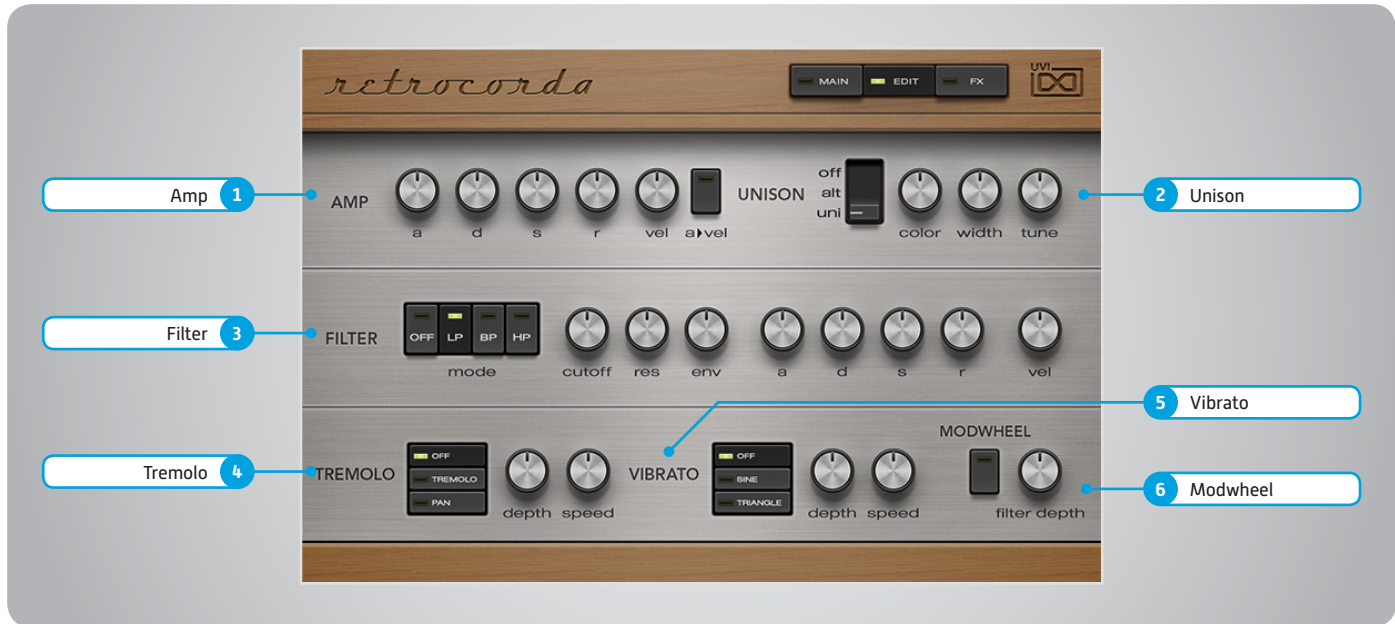 retrocorda
MAIN EDIT FX
UVI
Amp 1
AMP
a d s r vel a▶vel
UNISON
off
alt
uni
color width tune
2 Unison
Filter 3
FILTER
OFF LP BP HP
mode
cutoff res env a d s r vel
5 Vibrato
Tremolo 4
TREMOLO
OFF
TREMOLO
PAN
depth speed
VIBRATO
OFF
SINE
TRIANGLE
depth speed
MODWHEEL
filter depth
6 Modwheel